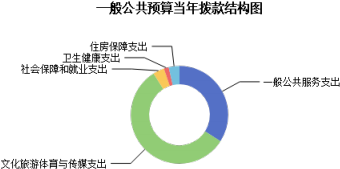 一般公共预算当年拨款结构图
住房保障支出
卫生健康支出
社会保障和就业支出
一般公共服务支出
文化旅游体育与传媒支出